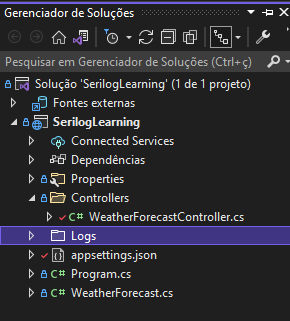 Gerenciador de Soluções
Pesquisar em Gerenciador de Soluções (Ctrl+ç)
Solução 'SerilogLearning' (1 de 1 projeto)
Fontes externas
SerilogLearning
Connected Services
Dependências
Properties
Controllers
C# WeatherForecastController.cs
Logs
appsettings.json
C# Program.cs
C# WeatherForecast.cs